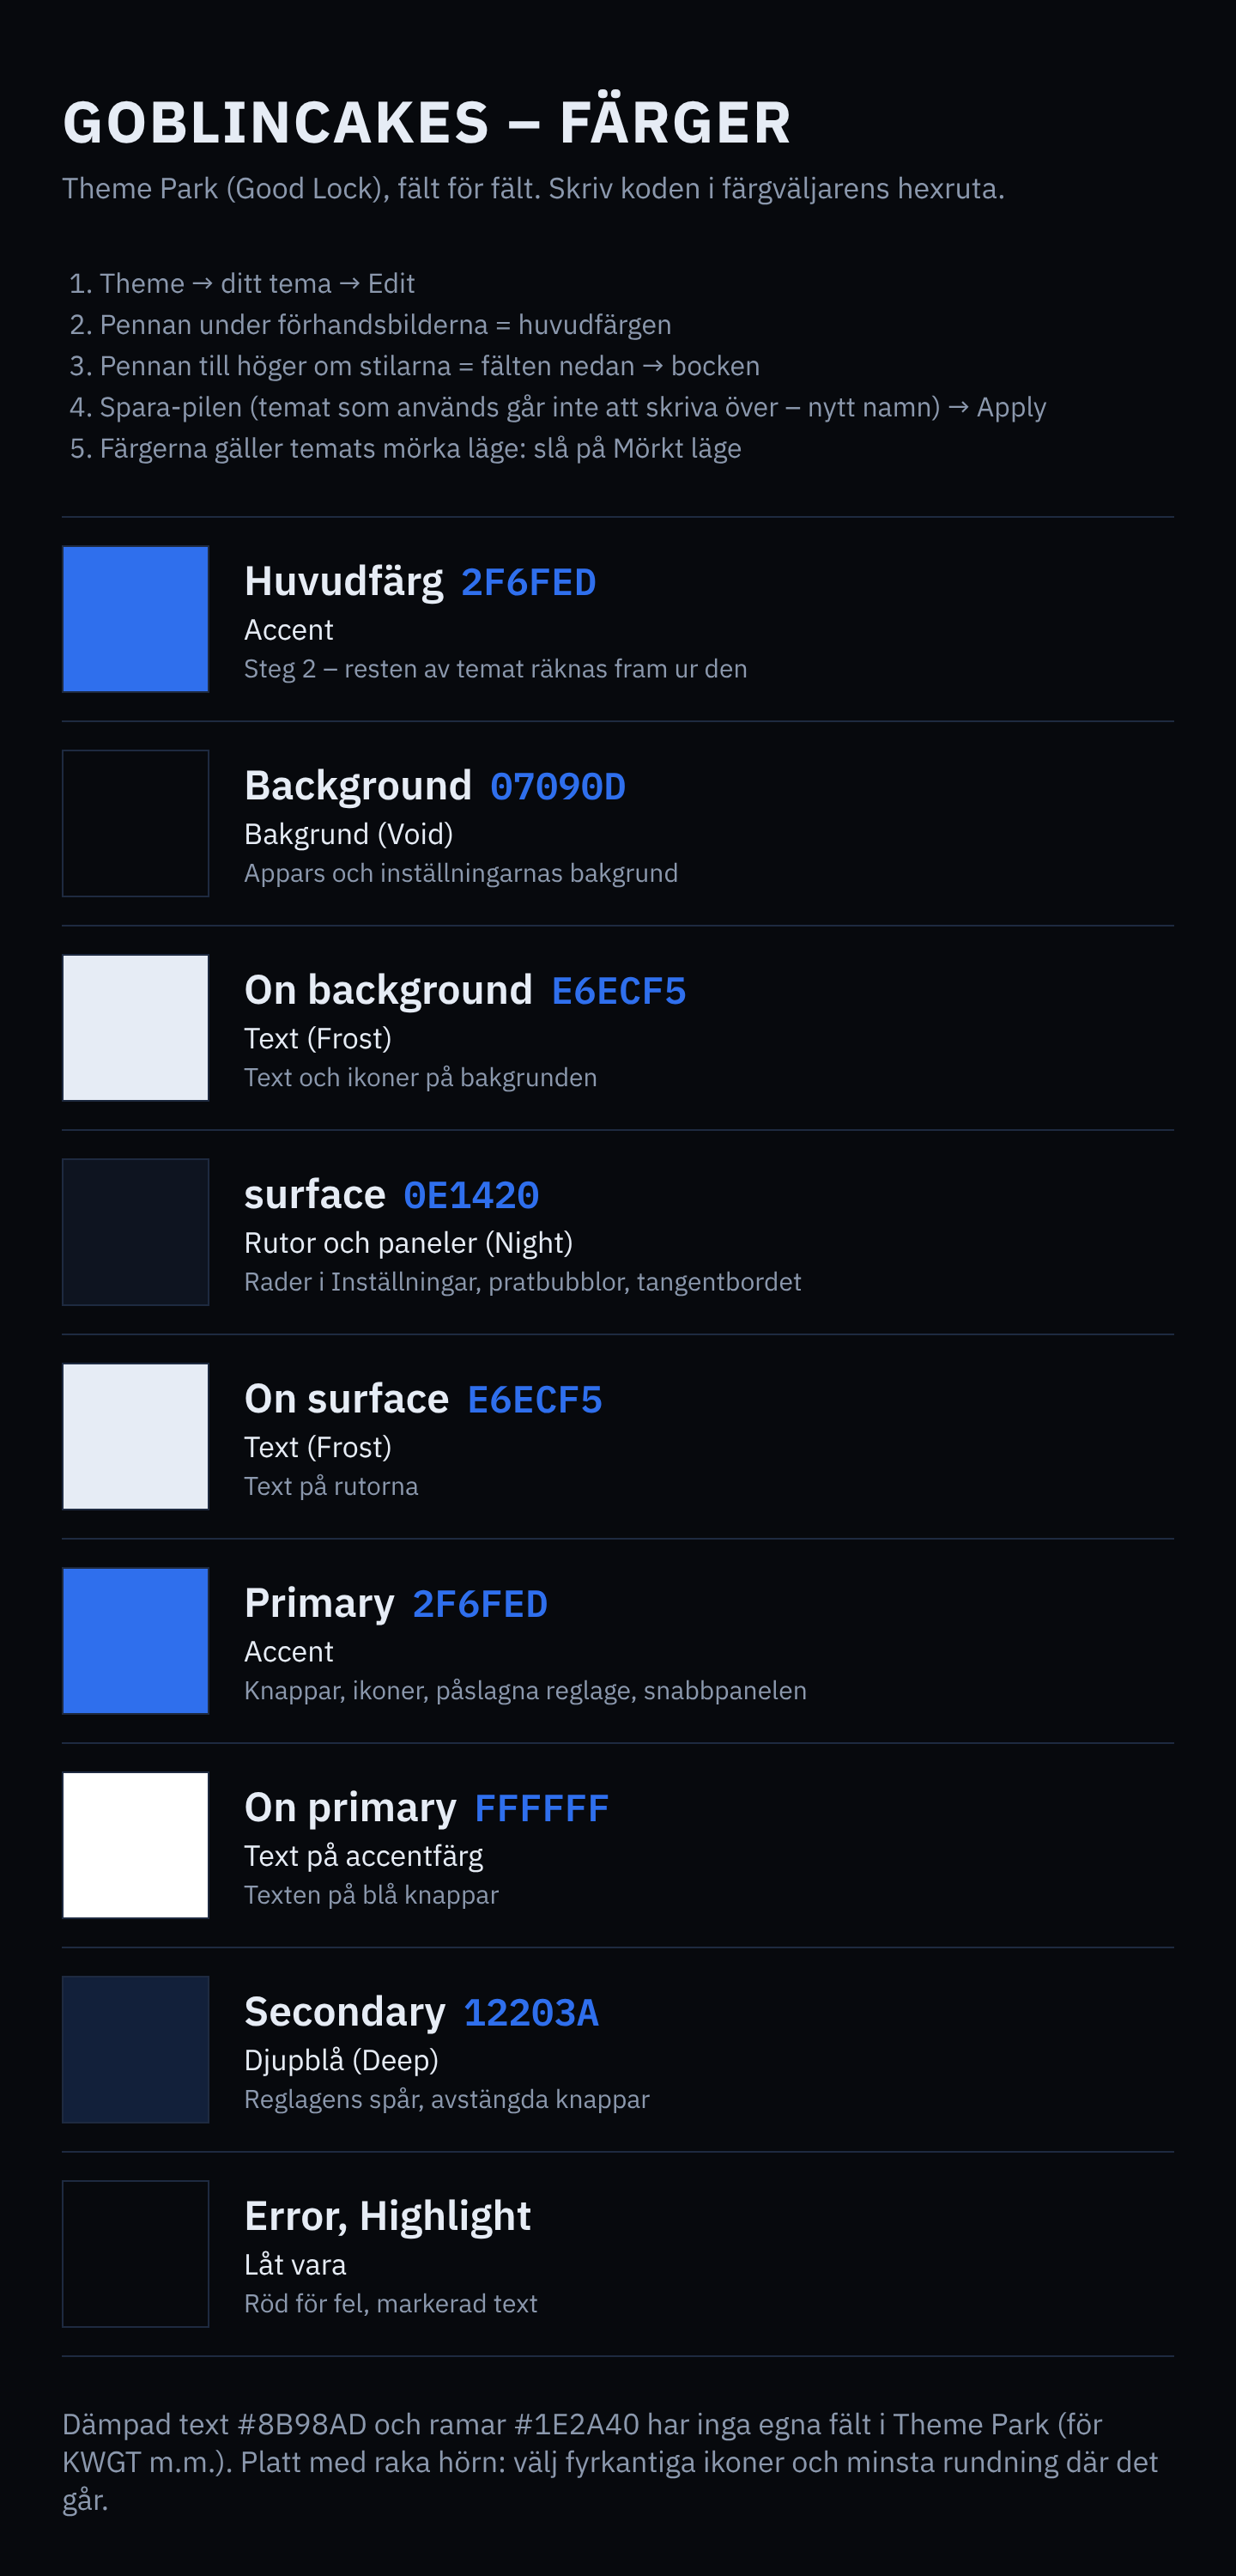 GOBLINCAKES – FÄRGER
Theme Park (Good Lock), fält för fält. Skriv koden i färgväljarens hexruta.
1. Theme → ditt tema → Edit
2. Pennan under förhandsbilderna = huvudfärgen
3. Pennan till höger om stilarna = fälten nedan → bocken
4. Spara-pilen (temat som används går inte att skriva över – nytt namn) → Apply
5. Färgerna gäller temats mörka läge: slå på Mörkt läge
Huvudfärg 2F6FED
Accent
Steg 2 – resten av temat räknas fram ur den
Background 07090D
Bakgrund (Void)
Appars och inställningarnas bakgrund
On background E6ECF5
Text (Frost)
Text och ikoner på bakgrunden
surface 0E1420
Rutor och paneler (Night)
Rader i Inställningar, pratbubblor, tangentbordet
On surface E6ECF5
Text (Frost)
Text på rutorna
Primary 2F6FED
Accent
Knappar, ikoner, påslagna reglage, snabbpanelen
On primary FFFFFF
Text på accentfärg
Texten på blå knappar
Secondary 12203A
Djupblå (Deep)
Reglagens spår, avstängda knappar
Error, Highlight
Låt vara
Röd för fel, markerad text
Dämpad text #8B98AD och ramar #1E2A40 har inga egna fält i Theme Park (för
KWGT m.m.). Platt med raka hörn: välj fyrkantiga ikoner och minsta rundning där det
går.